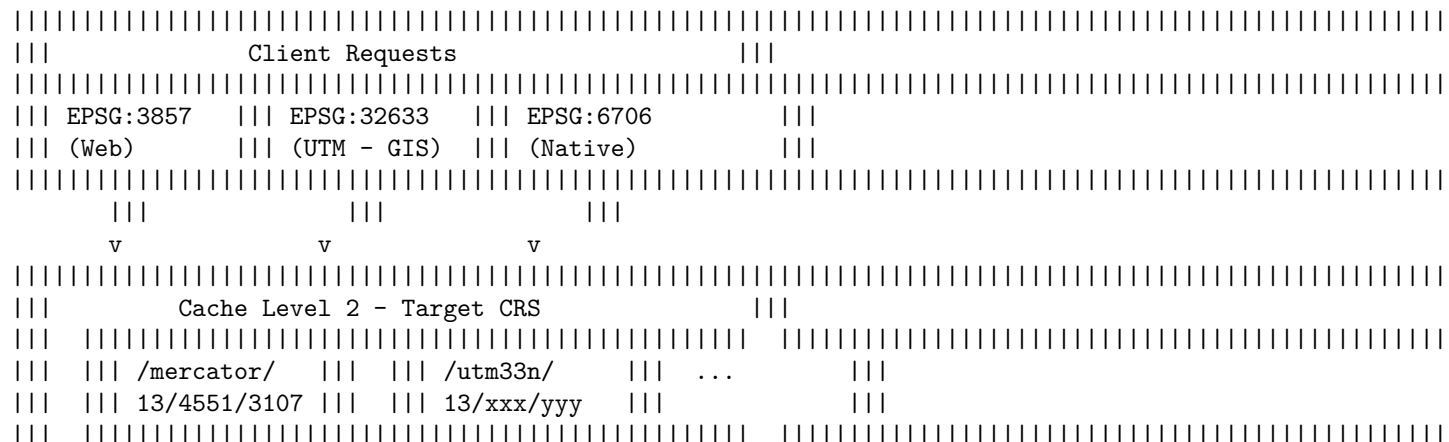 |||||||||||||||||||||||||||||||||||||||||||||||||||||||||||||||||||||||||||||||||||||||||||||||||||||||
||| Client Requests |||
|||||||||||||||||||||||||||||||||||||||||||||||||||||||||||||||||||||||||||||||||||||||||||||||||||||||
||| EPSG:3857 ||| EPSG:32633 ||| EPSG:6706 |||
||| (Web) ||| (UTM - GIS) ||| (Native) |||
|||||||||||||||||||||||||||||||||||||||||||||||||||||||||||||||||||||||||||||||||||||||||||||||||||||||
||| ||| |||
v v v
|||||||||||||||||||||||||||||||||||||||||||||||||||||||||||||||||||||||||||||||||||||||||||||||||||||||
||| Cache Level 2 - Target CRS |||
||| |||||||||||||||||||||||||||||||||||||||||||||||| ||||||||||||||||||||||||||||||||||||||||||||||||
||| ||| /mercator/ ||| ||| /utm33n/ ||| ... |||
||| ||| 13/4551/3107 ||| ||| 13/xxx/yyy ||| |||
||| |||||||||||||||||||||||||||||||||||||||||||||||| ||||||||||||||||||||||||||||||||||||||||||||||||